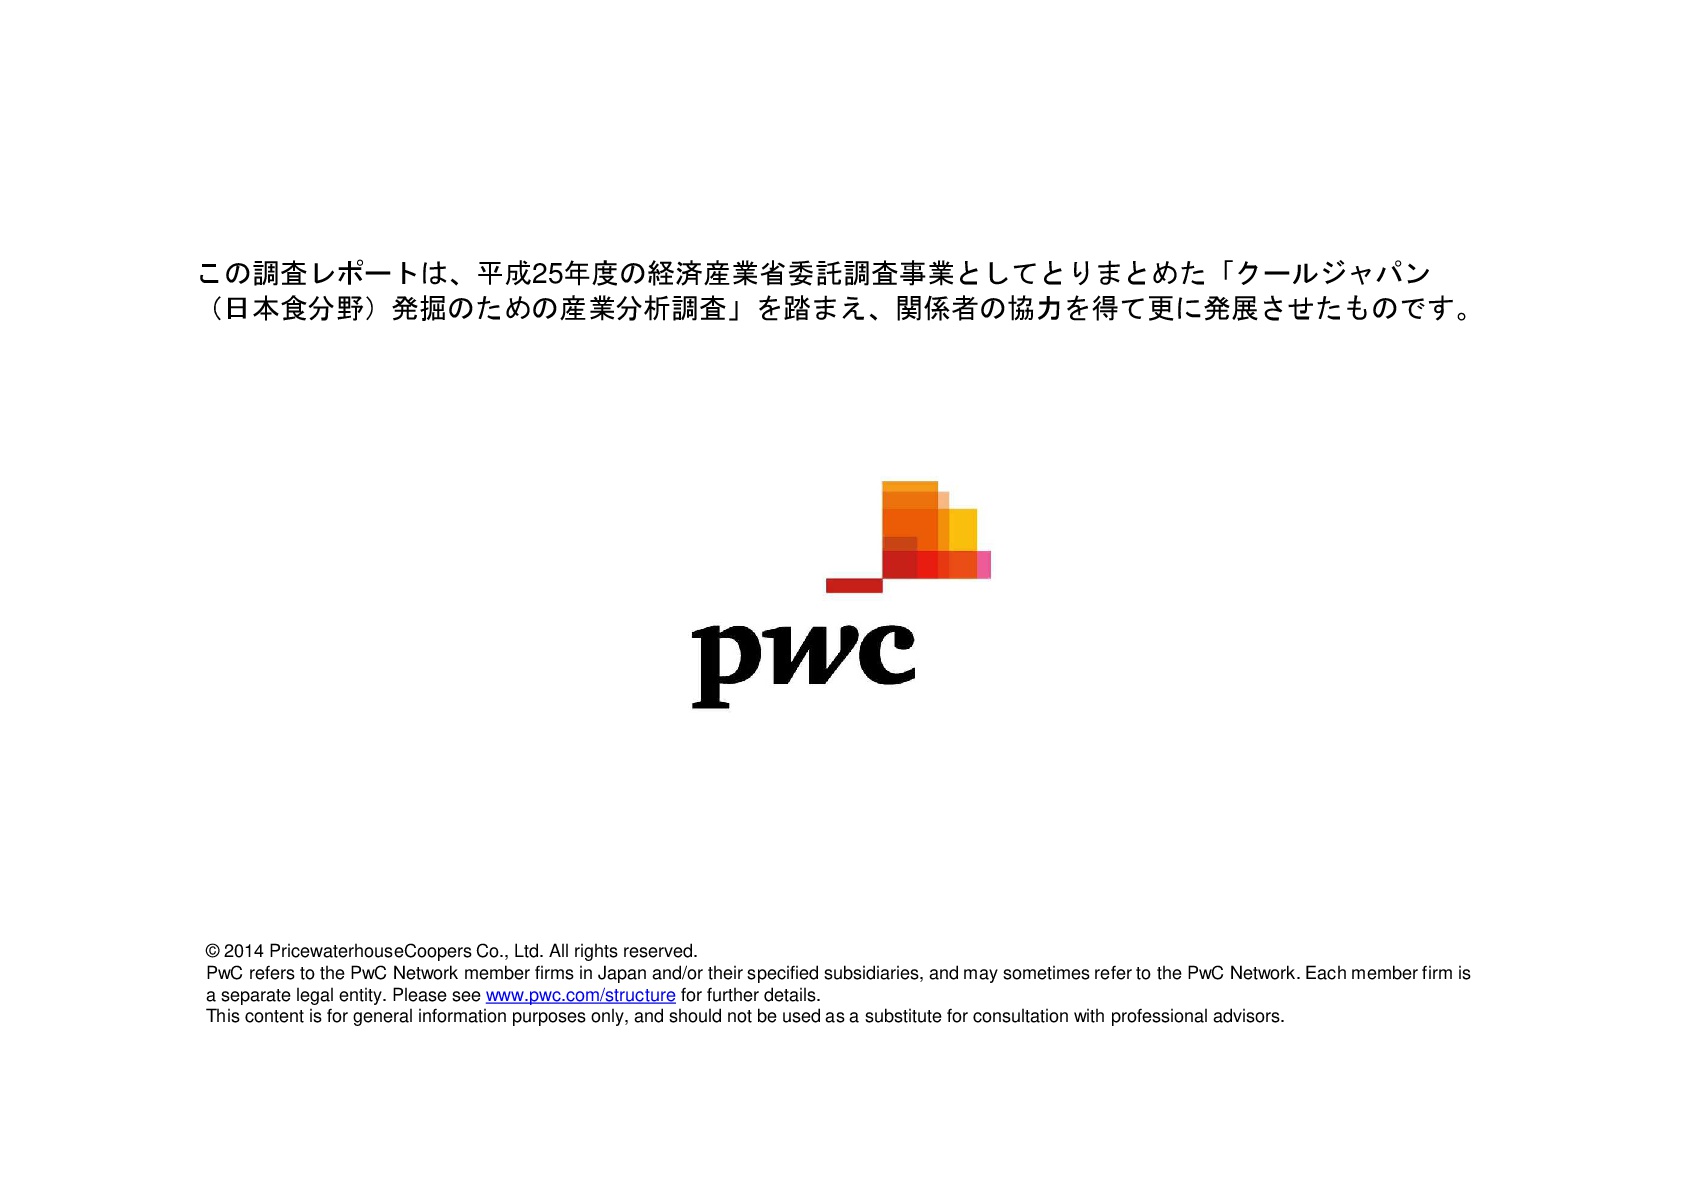 この調査レポートは、平成25年度の経済産業省委託調査事業としてとりまとめた「クールジャパン
（日本食分野）発掘のための産業分析調査」を踏まえ、関係者の協力を得て更に発展させたものです。
pwc
© 2014 PricewaterhouseCoopers Co., Ltd. All rights reserved.
PwC refers to the PwC Network member firms in Japan and/or their specified subsidiaries, and may sometimes refer to the PwC Network. Each member firm is
a separate legal entity. Please see www.pwc.com/structure for further details.
This content is for general information purposes only, and should not be used as a substitute for consultation with professional advisors.